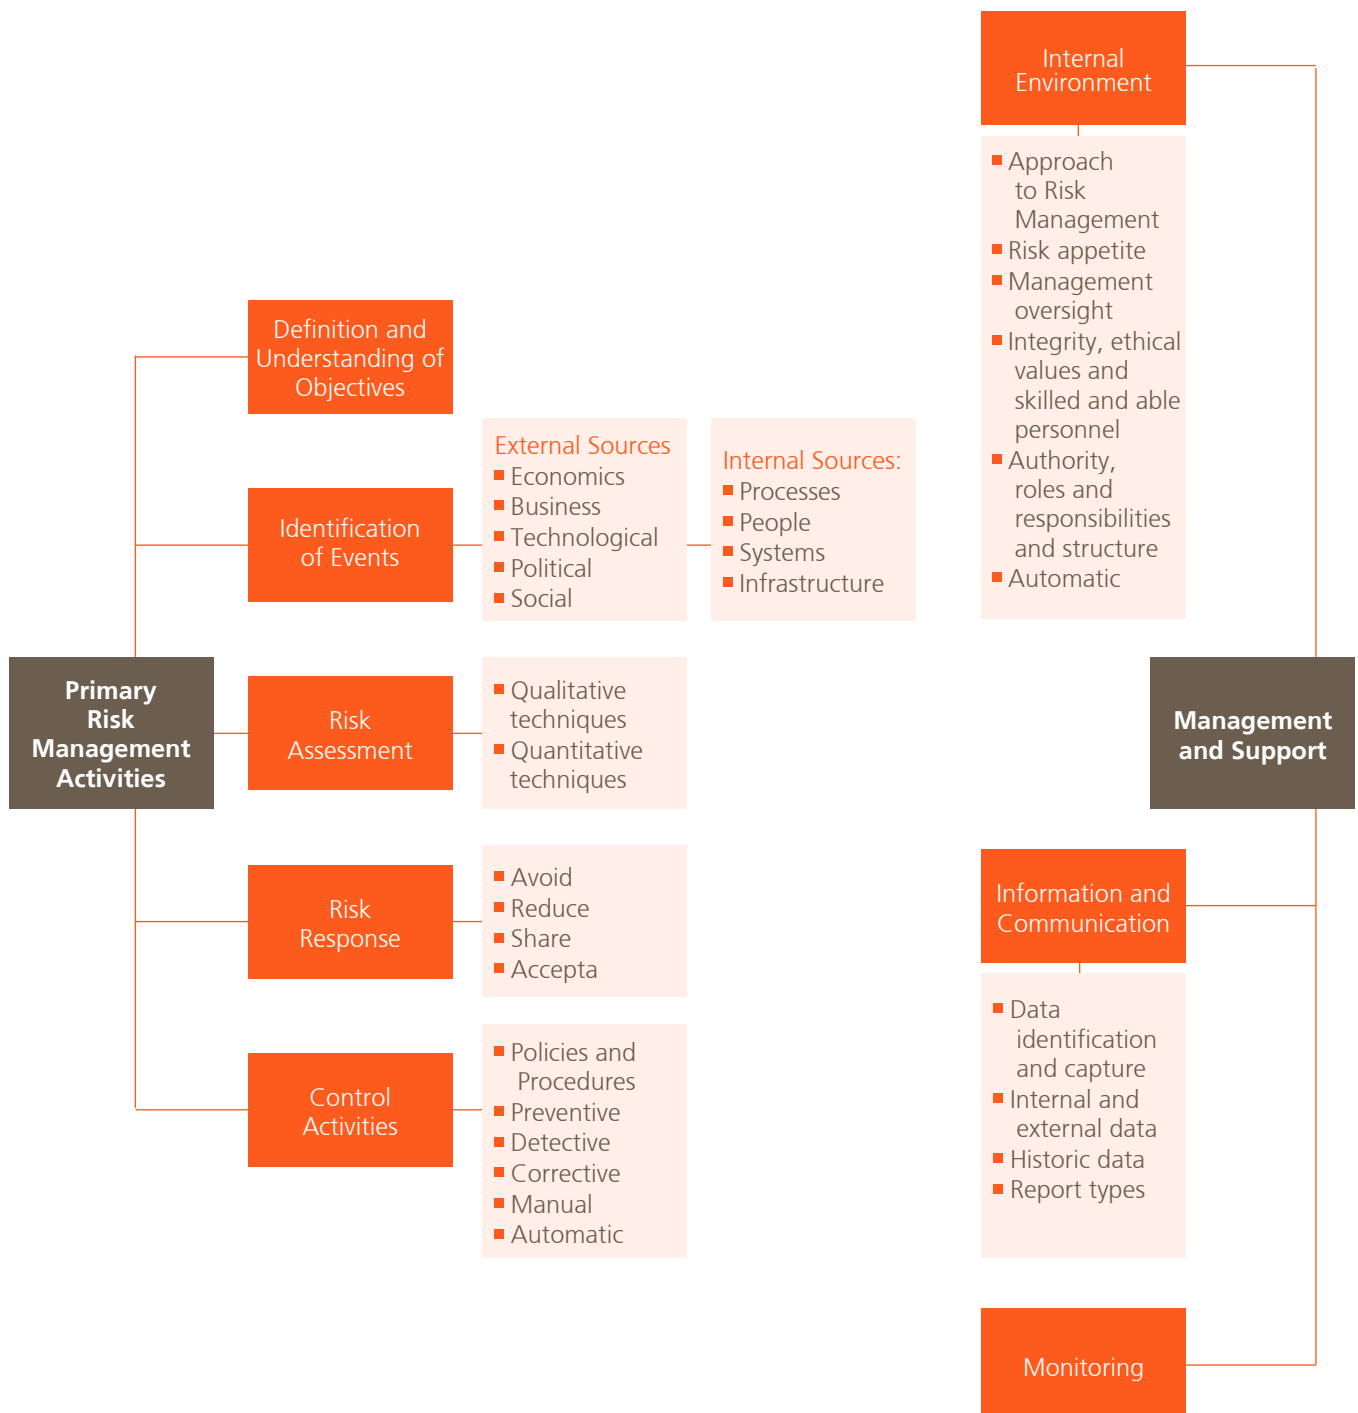 Primary
Risk
Management
Activities
Definition and
Understanding of
Objectives
Identification
of Events
External Sources
Economics
Business
Technological
Political
Social
Internal Sources:
Processes
People
Systems
Infrastructure
Risk
Assessment
Qualitative
techniques
Quantitative
techniques
Risk
Response
Avoid
Reduce
Share
Accepta
Control
Activities
Policies and
Procedures
Preventive
Detective
Corrective
Manual
Automatic
Management
and Support
Internal
Environment
Approach
to Risk
Management
Risk appetite
Management
oversight
Integrity, ethical
values and
skilled and able
personnel
Authority,
roles and
responsibilities
and structure
Automatic
Information and
Communication
Data
identification
and capture
Internal and
external data
Historic data
Report types
Monitoring